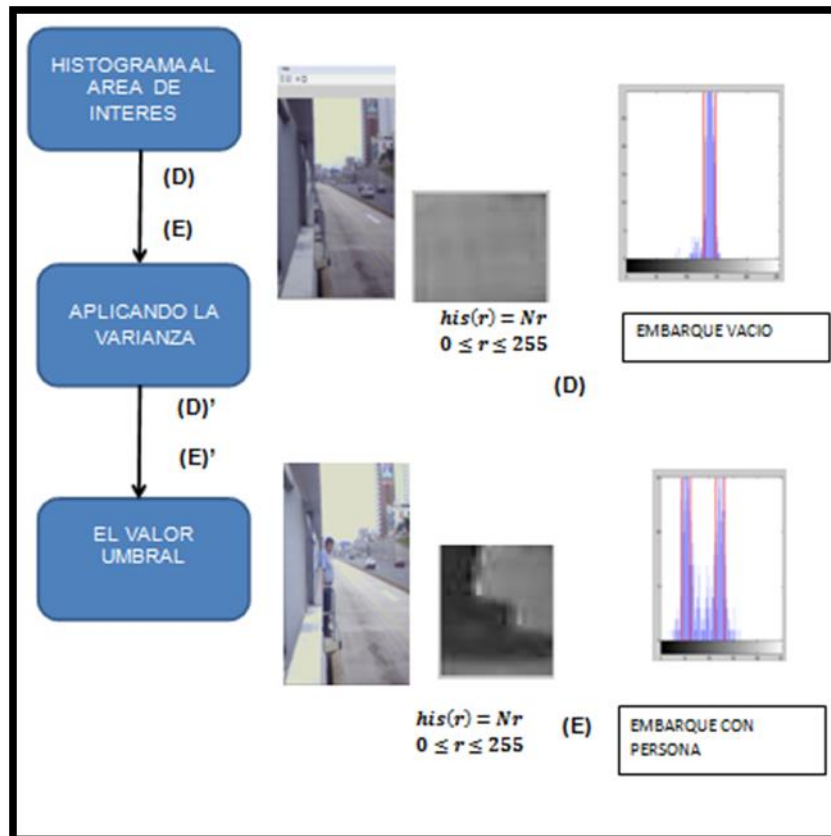 HISTOGRAMA AL
AREA DE
INTERES
(D)
(E)
APLICANDO LA
VARIANZA
(D)'
(E)'
EL VALOR
UMBRAL
his(r) = Nr
0 ≤ r ≤ 255
(D)
EMBARQUE VACIO
his(r) = Nr
0 ≤ r ≤ 255
(E)
EMBARQUE CON
PERSONA